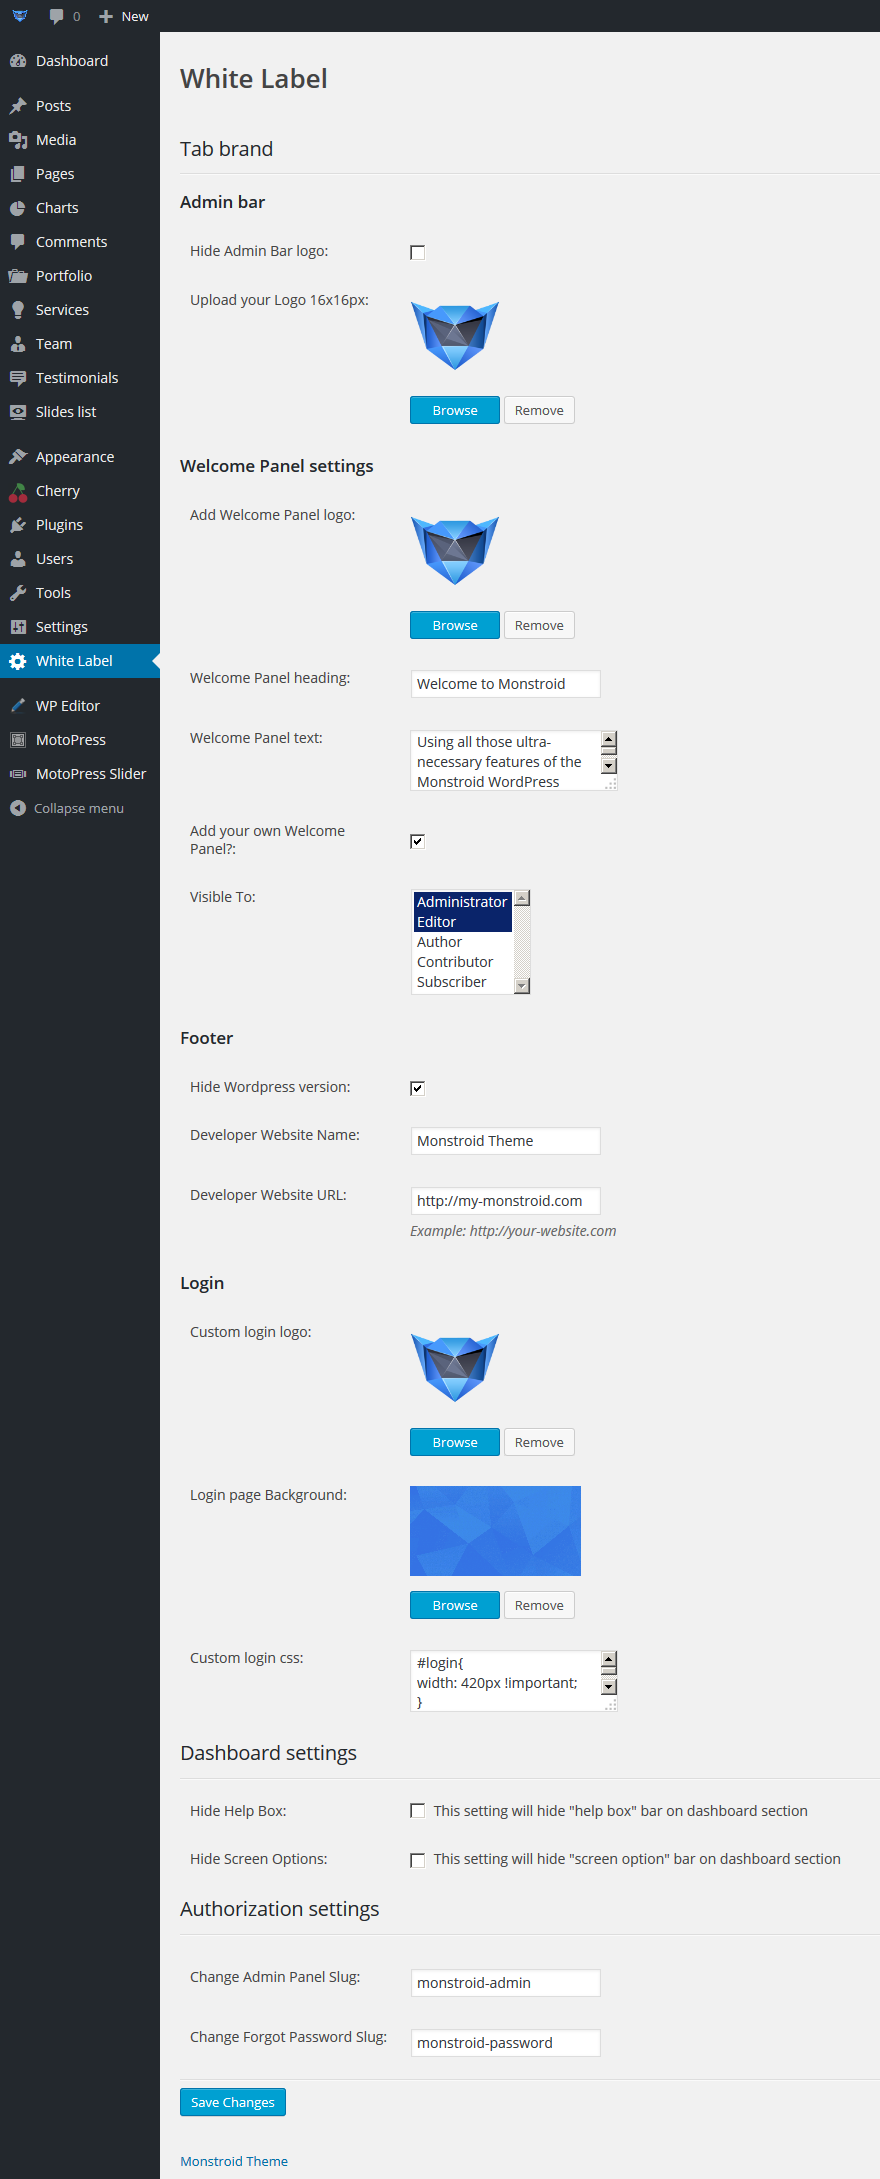 0 New
Dashboard
Posts
Media
Pages
Charts
Comments
Portfolio
Services
Team
Testimonials
Slides list
Appearance
Cherry
Plugins
Users
Tools
Settings
White Label
WP Editor
MotoPress
MotoPress Slider
Collapse menu
White Label
Tab brand
Admin bar
Hide Admin Bar logo:
Upload your Logo 16x16px:
Browse Remove
Welcome Panel settings
Add Welcome Panel logo:
Browse Remove
Welcome Panel heading: Welcome to Monstroid
Welcome Panel text:
Using all those ultra-
necessary features of the
Monstroid WordPress
Add your own Welcome
Panel?:
Visible To:
Administrator
Editor
Author
Contributor
Subscriber
Footer
Hide Wordpress version:
Developer Website Name: Monstroid Theme
Developer Website URL: http://my-monstroid.com
Example: http://your-website.com
Login
Custom login logo:
Browse Remove
Login page Background:
Browse Remove
Custom login css:
#login{
width: 420px !important;
}
Dashboard settings
Hide Help Box: This setting will hide "help box" bar on dashboard section
Hide Screen Options: This setting will hide "screen option" bar on dashboard section
Authorization settings
Change Admin Panel Slug: monstroid-admin
Change Forgot Password Slug: monstroid-password
Save Changes
Monstroid Theme